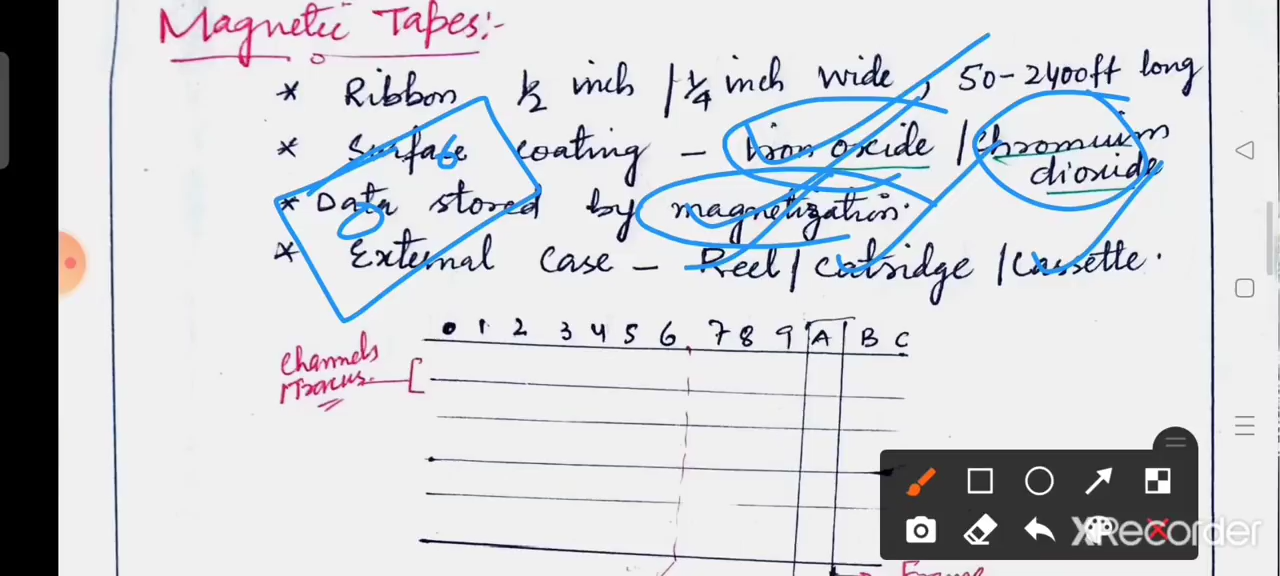 Magnetic Tapes:-
* Ribbon ½ inch / ¼ inch wide, 50-2400ft long
* Surface coating - Iron oxide / Chromium dioxide
* Data stored by magnetization.
* External Case - Reel / Catsidge / Cassette.
0 1 2 3 4 5 6 7 8 9 A B C
Channels
Frame
XRecorder